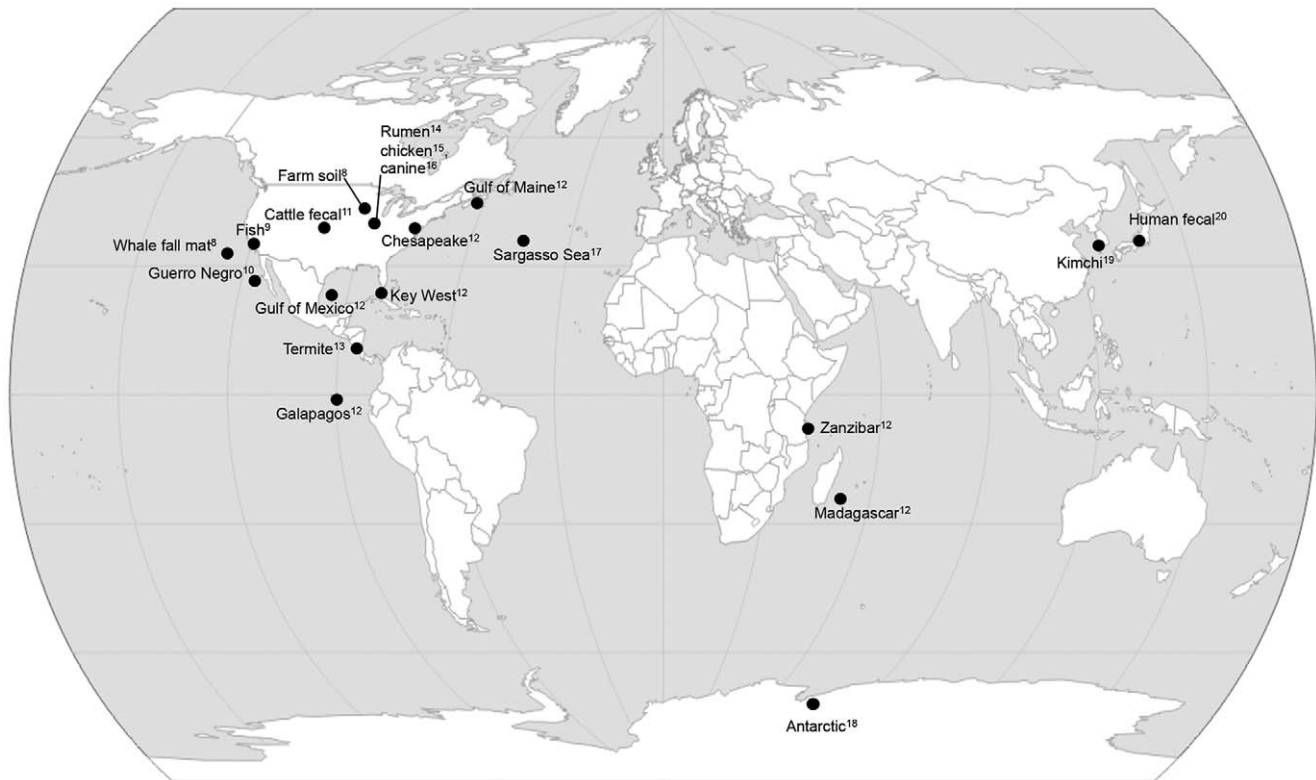 Rumen¹⁴
chicken¹⁵
canine¹⁶
Farm soil⁸
Gulf of Maine¹²
Cattle fecal¹¹
Fish⁹
Chesapeake¹²
Human fecal²⁰
Whale fall mat⁸
Sargasso Sea¹⁷
Kimchi¹⁹
Guerro Negro¹⁰
Key West¹²
Gulf of Mexico¹²
Termite¹³
Galapagos¹²
Zanzibar¹²
Madagascar¹²
Antarctic¹⁸